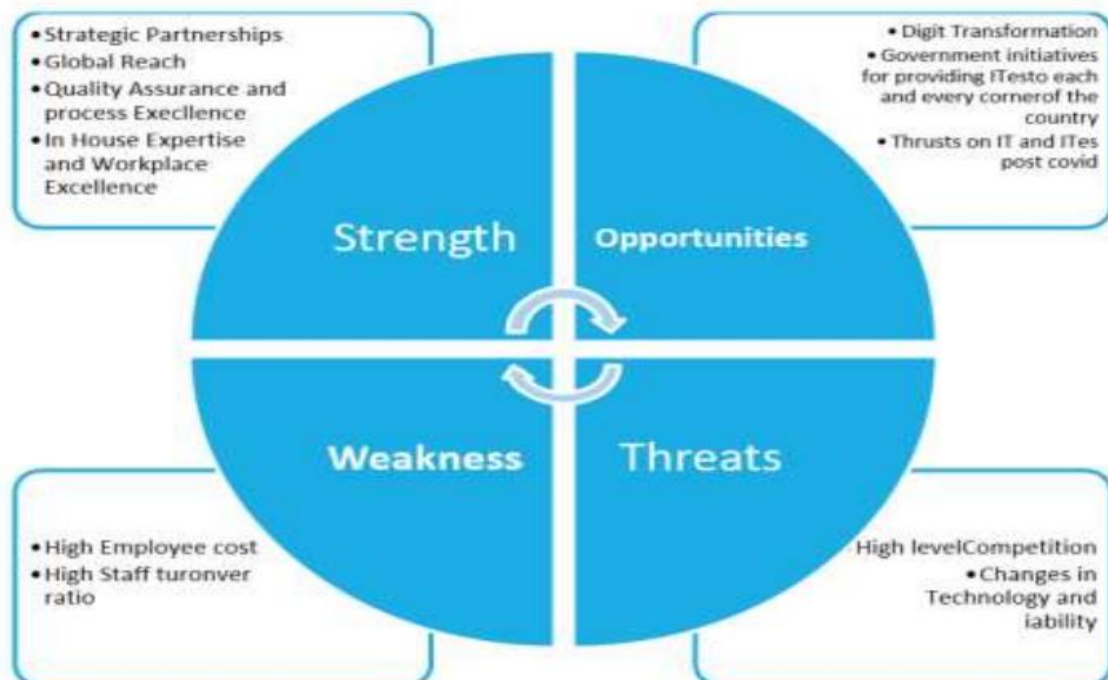 • Strategic Partnerships
• Global Reach
• Quality Assurance and
process Execllence
• In House Expertise
and Workplace
Excellence
• Digit Transformation
• Government initiatives
for providing ITesto each
and every cornerof the
country
• Thrusts on IT and ITes
post covid
Strength
Opportunities
Weakness
Threats
• High Employee cost
• High Staff turonver
ratio
High levelCompetition
• Changes in
Technology and
iability